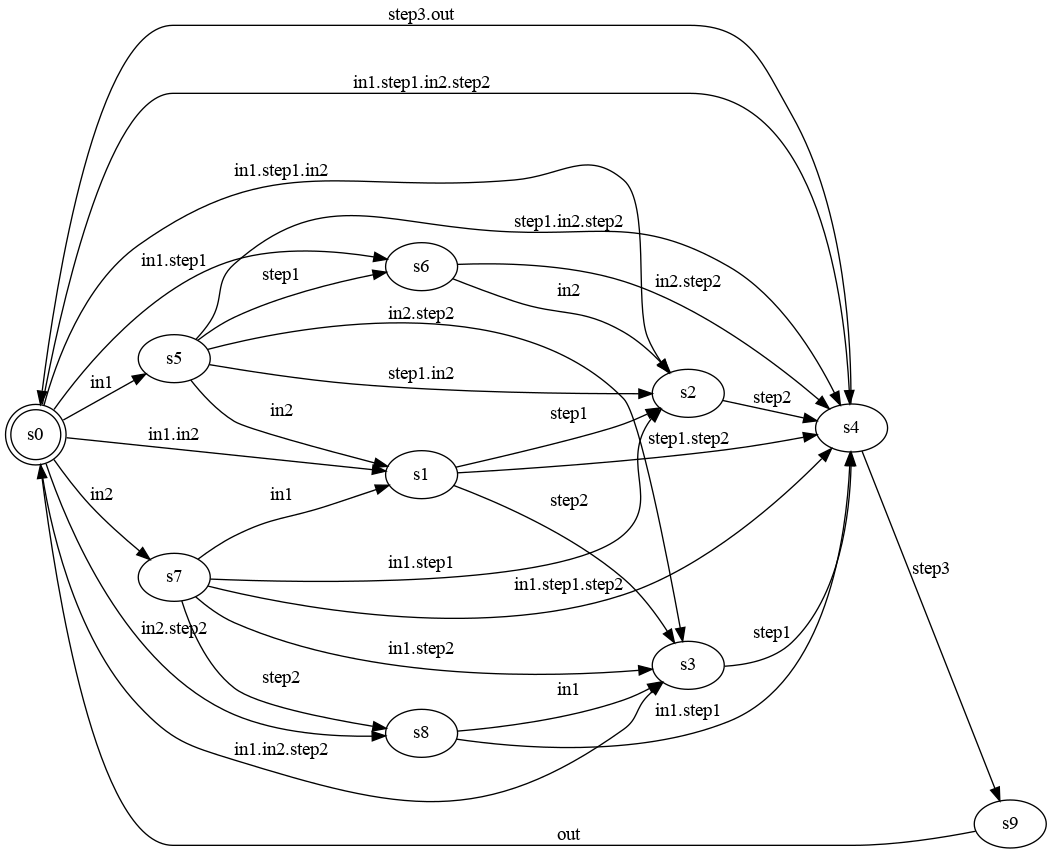 step3.out
in1.step1.in2.step2
in1.step1.in2
step1.in2.step2
in1.step1
s6
step1
in2.step2
in2
in2.step2
s5
step1.in2
in1
s2
step2
in2
step1
s4
s0
in1.in2
step1.step2
s1
in2
in1
step2
in1.step1
s7
step3
in1.step1.step2
in2.step2
step1
in1.step2
s3
step2
in1
in1.step1
s8
in1.in2.step2
s9
out